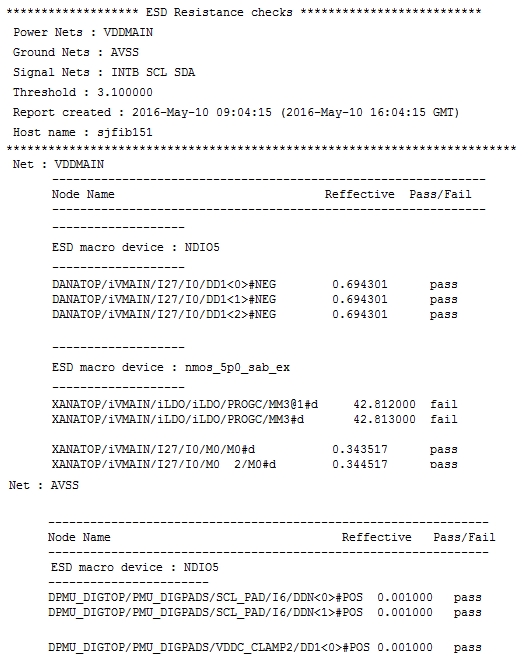 ******************* ESD Resistance checks **************************
Power Nets : VDDMAIN
Ground Nets : AVSS
Signal Nets : INTB SCL SDA
Threshold : 3.100000
Report created : 2016-May-10 09:04:15 (2016-May-10 16:04:15 GMT)
Host name : sjfib151
*************************************************************************
Net : VDDMAIN
--------------------------------------------------------------
Node Name Reffective Pass/Fail
--------------------------------------------------------------
-------------------
ESD macro device : NDIO5
-------------------
DANATOP/iVMAIN/I27/I0/DD1<0>#NEG 0.694301 pass
DANATOP/iVMAIN/I27/I0/DD1<1>#NEG 0.694301 pass
DANATOP/iVMAIN/I27/I0/DD1<2>#NEG 0.694301 pass
-------------------
ESD macro device : nmos_5p0_sab_ex
-------------------
XANATOP/iVMAIN/iLDO/iLDO/PROGC/MM3@1#d 42.812000 fail
XANATOP/iVMAIN/iLDO/iLDO/PROGC/MM3#d 42.813000 fail
XANATOP/iVMAIN/I27/I0/M0/M0#d 0.343517 pass
XANATOP/iVMAIN/I27/I0/M0 2/M0#d 0.344517 pass
Net : AVSS
---------------------------------------------------------------
Node Name Reffective Pass/Fail
---------------------------------------------------------------
ESD macro device : NDIO5
-----------------------
DPMU_DIGTOP/PMU_DIGPADS/SCL_PAD/I6/DDN<0>#POS 0.001000 pass
DPMU_DIGTOP/PMU_DIGPADS/SCL_PAD/I6/DDN<1>#POS 0.001000 pass
DPMU_DIGTOP/PMU_DIGPADS/VDDC_CLAMP2/DD1<0>#POS 0.001000 pass